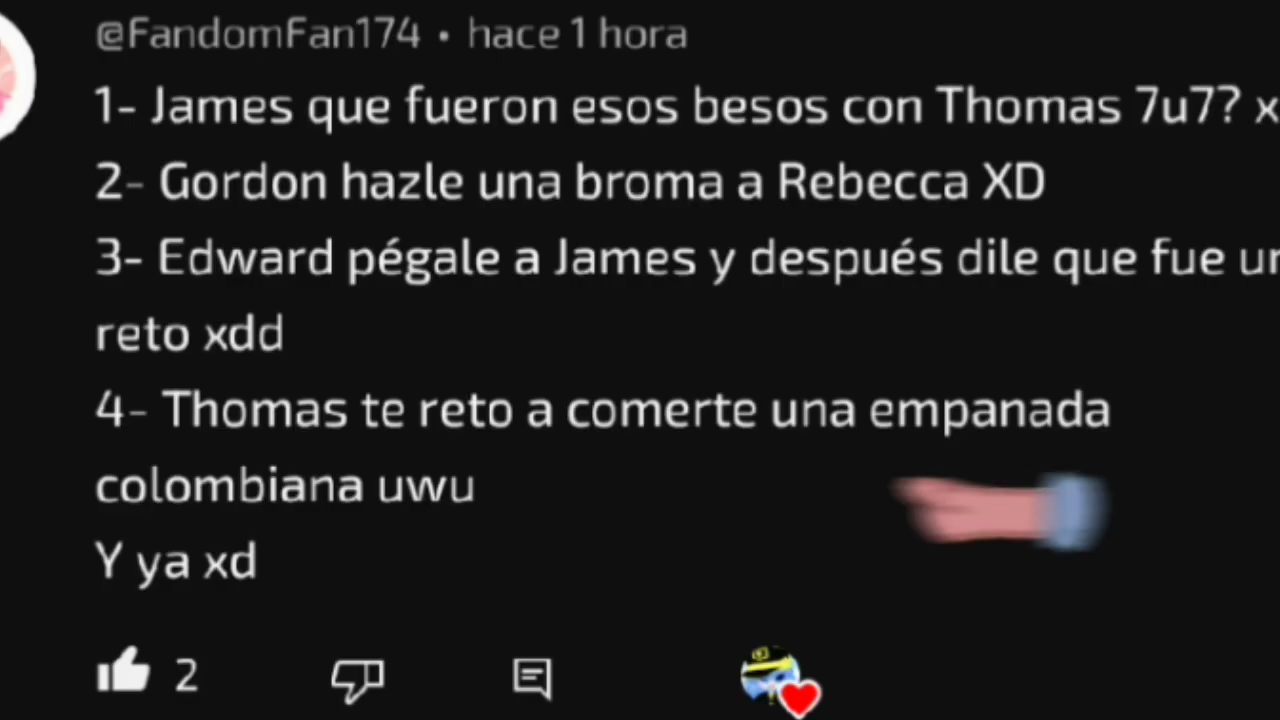 @FandomFan174 • hace 1 hora
1- James que fueron esos besos con Thomas 7u7? x
2- Gordon hazle una broma a Rebecca XD
3- Edward pégale a James y después dile que fue un
reto xdd
4- Thomas te reto a comerte una empanada
colombiana uwu
Y ya xd
2